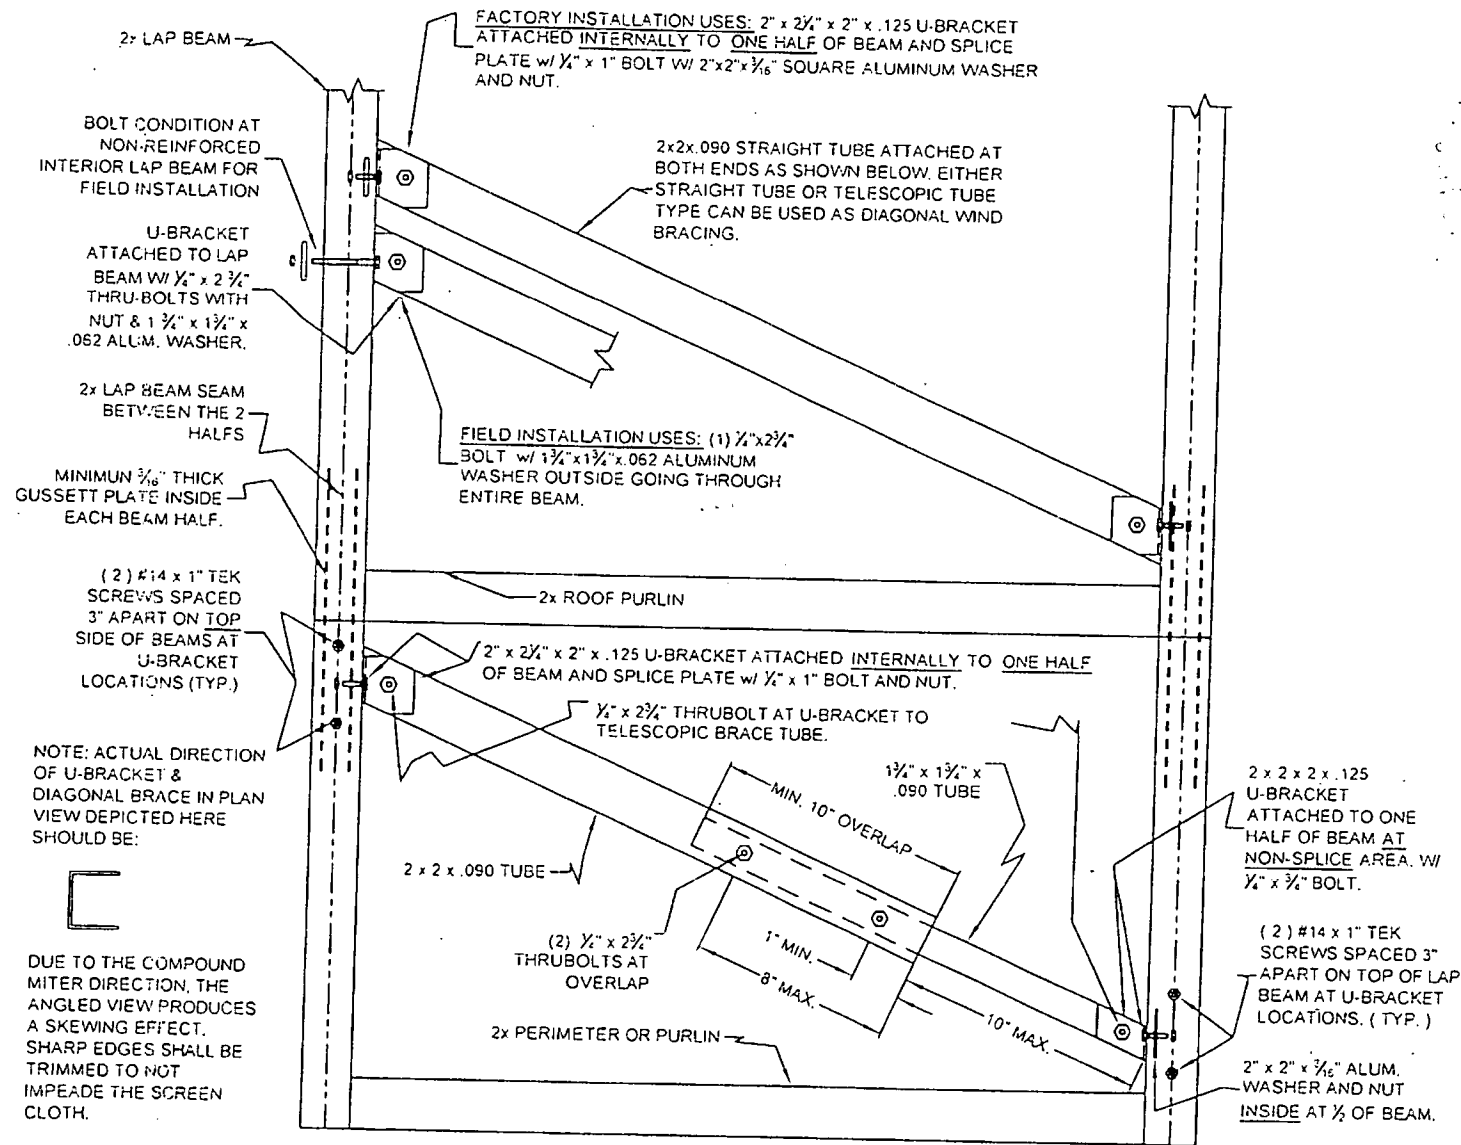 FACTORY INSTALLATION USES: 2" x 2¼" x 2" x .125 U-BRACKET
ATTACHED INTERNALLY TO ONE HALF OF BEAM AND SPLICE
PLATE w/ ¼" x 1" BOLT W/ 2"x2"x 3/16" SQUARE ALUMINUM WASHER
AND NUT.
2x LAP BEAM
BOLT CONDITION AT
NON-REINFORCED
INTERIOR LAP BEAM FOR
FIELD INSTALLATION
2x2x.090 STRAIGHT TUBE ATTACHED AT
BOTH ENDS AS SHOWN BELOW. EITHER
STRAIGHT TUBE OR TELESCOPIC TUBE
TYPE CAN BE USED AS DIAGONAL WIND
BRACING.
U-BRACKET
ATTACHED TO LAP
BEAM W/ ¼" x 2 ¾"
THRU-BOLTS WITH
NUT & 1 ¾" x 1¾" x
.062 ALUM. WASHER.
2x LAP BEAM SEAM
BETWEEN THE 2
HALFS
FIELD INSTALLATION USES: (1) ¼"x2¾"
BOLT w/ 1¾"x1¾"x.062 ALUMINUM
WASHER OUTSIDE GOING THROUGH
ENTIRE BEAM.
MINIMUN 3/16" THICK
GUSSETT PLATE INSIDE
EACH BEAM HALF.
( 2 ) #14 x 1" TEK
SCREWS SPACED
3" APART ON TOP
SIDE OF BEAMS AT
U-BRACKET
LOCATIONS (TYP.)
2x ROOF PURLIN
2" x 2¼" x 2" x .125 U-BRACKET ATTACHED INTERNALLY TO ONE HALF
OF BEAM AND SPLICE PLATE w/ ¼" x 1" BOLT AND NUT.
¼" x 2¾" THRUBOLT AT U-BRACKET TO
TELESCOPIC BRACE TUBE.
NOTE: ACTUAL DIRECTION
OF U-BRACKET &
DIAGONAL BRACE IN PLAN
VIEW DEPICTED HERE
SHOULD BE:
1¾" x 1¾" x
.090 TUBE
MIN. 10" OVERLAP
2 x 2 x .090 TUBE
2 x 2 x 2 x .125
U-BRACKET
ATTACHED TO ONE
HALF OF BEAM AT
NON-SPLICE AREA. W/
¼" x ¾" BOLT.
(2) ¼" x 2¾"
THRUBOLTS AT
OVERLAP
1" MIN.
8" MAX.
10" MAX.
( 2 ) #14 x 1" TEK
SCREWS SPACED 3"
APART ON TOP OF LAP
BEAM AT U-BRACKET
LOCATIONS. ( TYP. )
DUE TO THE COMPOUND
MITER DIRECTION, THE
ANGLED VIEW PRODUCES
A SKEWING EFFECT.
SHARP EDGES SHALL BE
TRIMMED TO NOT
IMPEADE THE SCREEN
CLOTH.
2x PERIMETER OR PURLIN
2" x 2" x 3/16" ALUM.
WASHER AND NUT
INSIDE AT ½ OF BEAM.